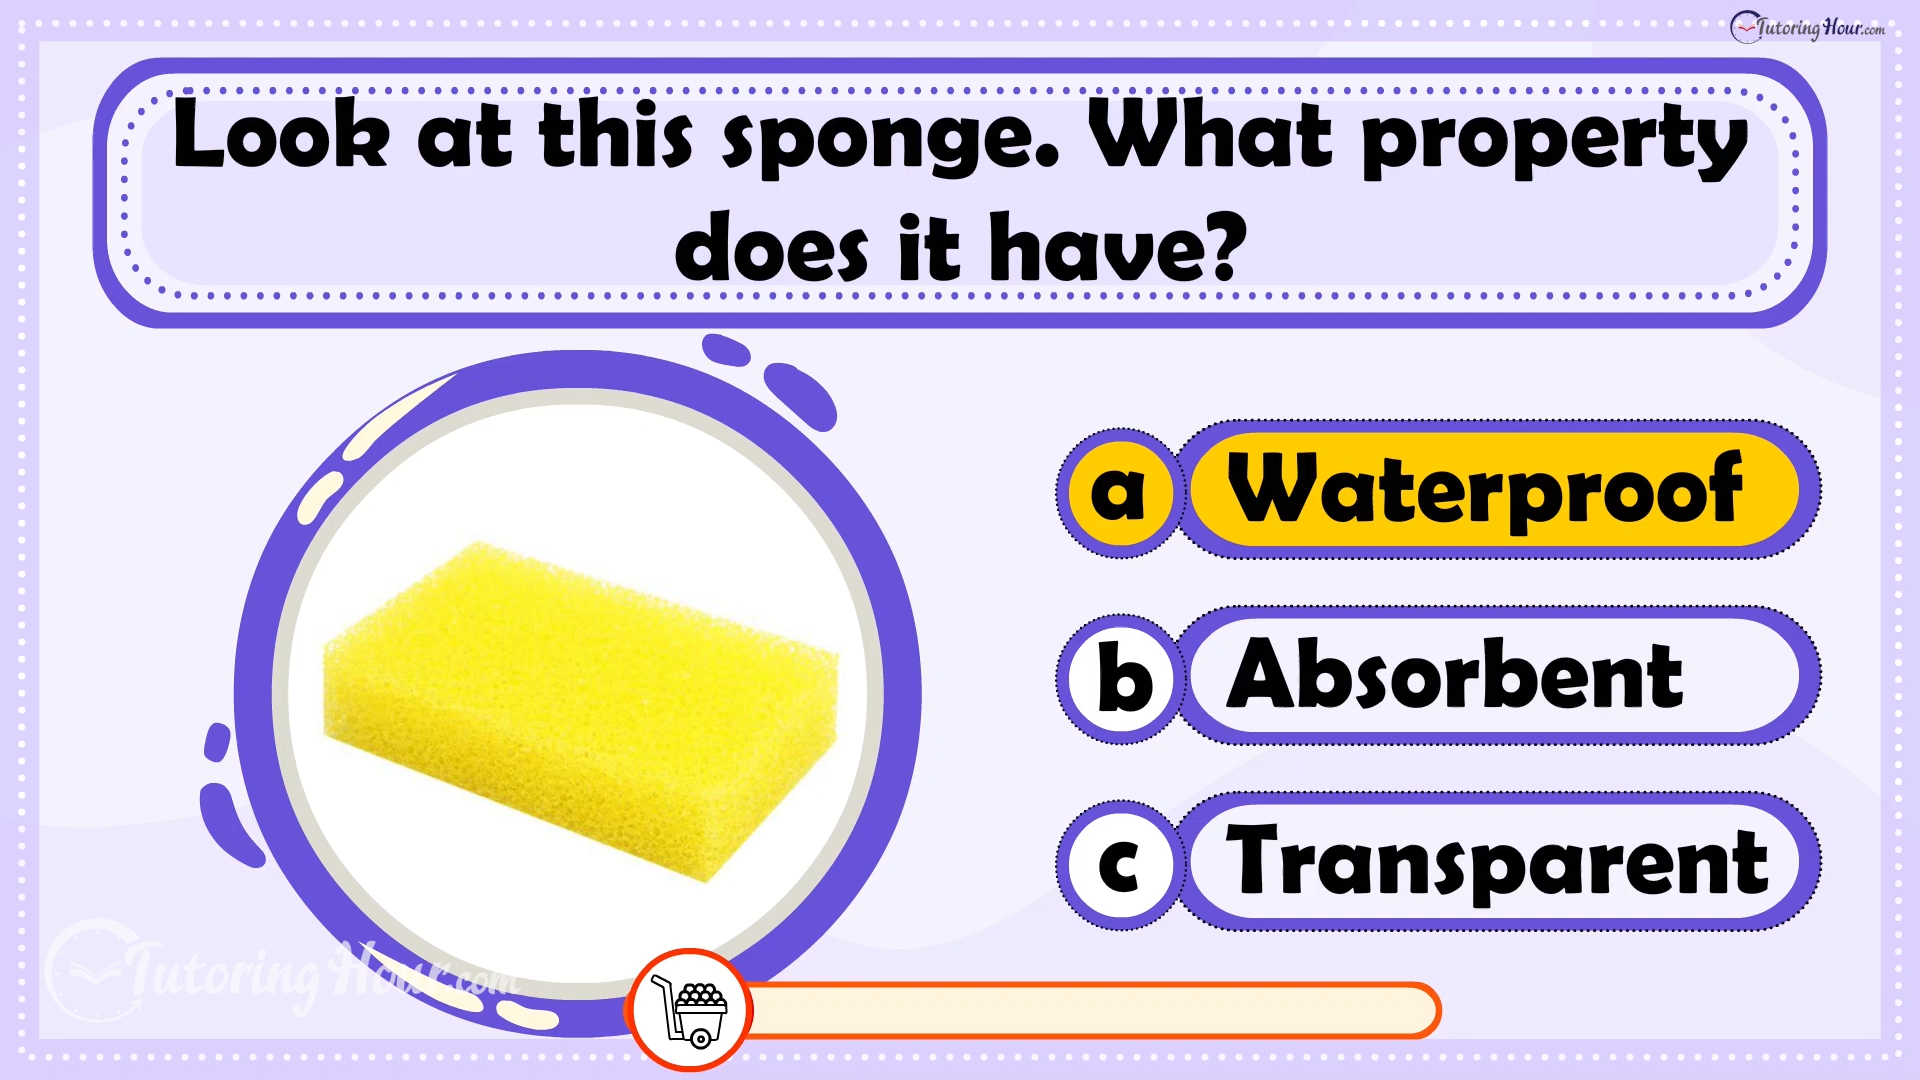 TutoringHour.com
Look at this sponge. What property
does it have?
a Waterproof
b Absorbent
c Transparent
TutoringHour.com